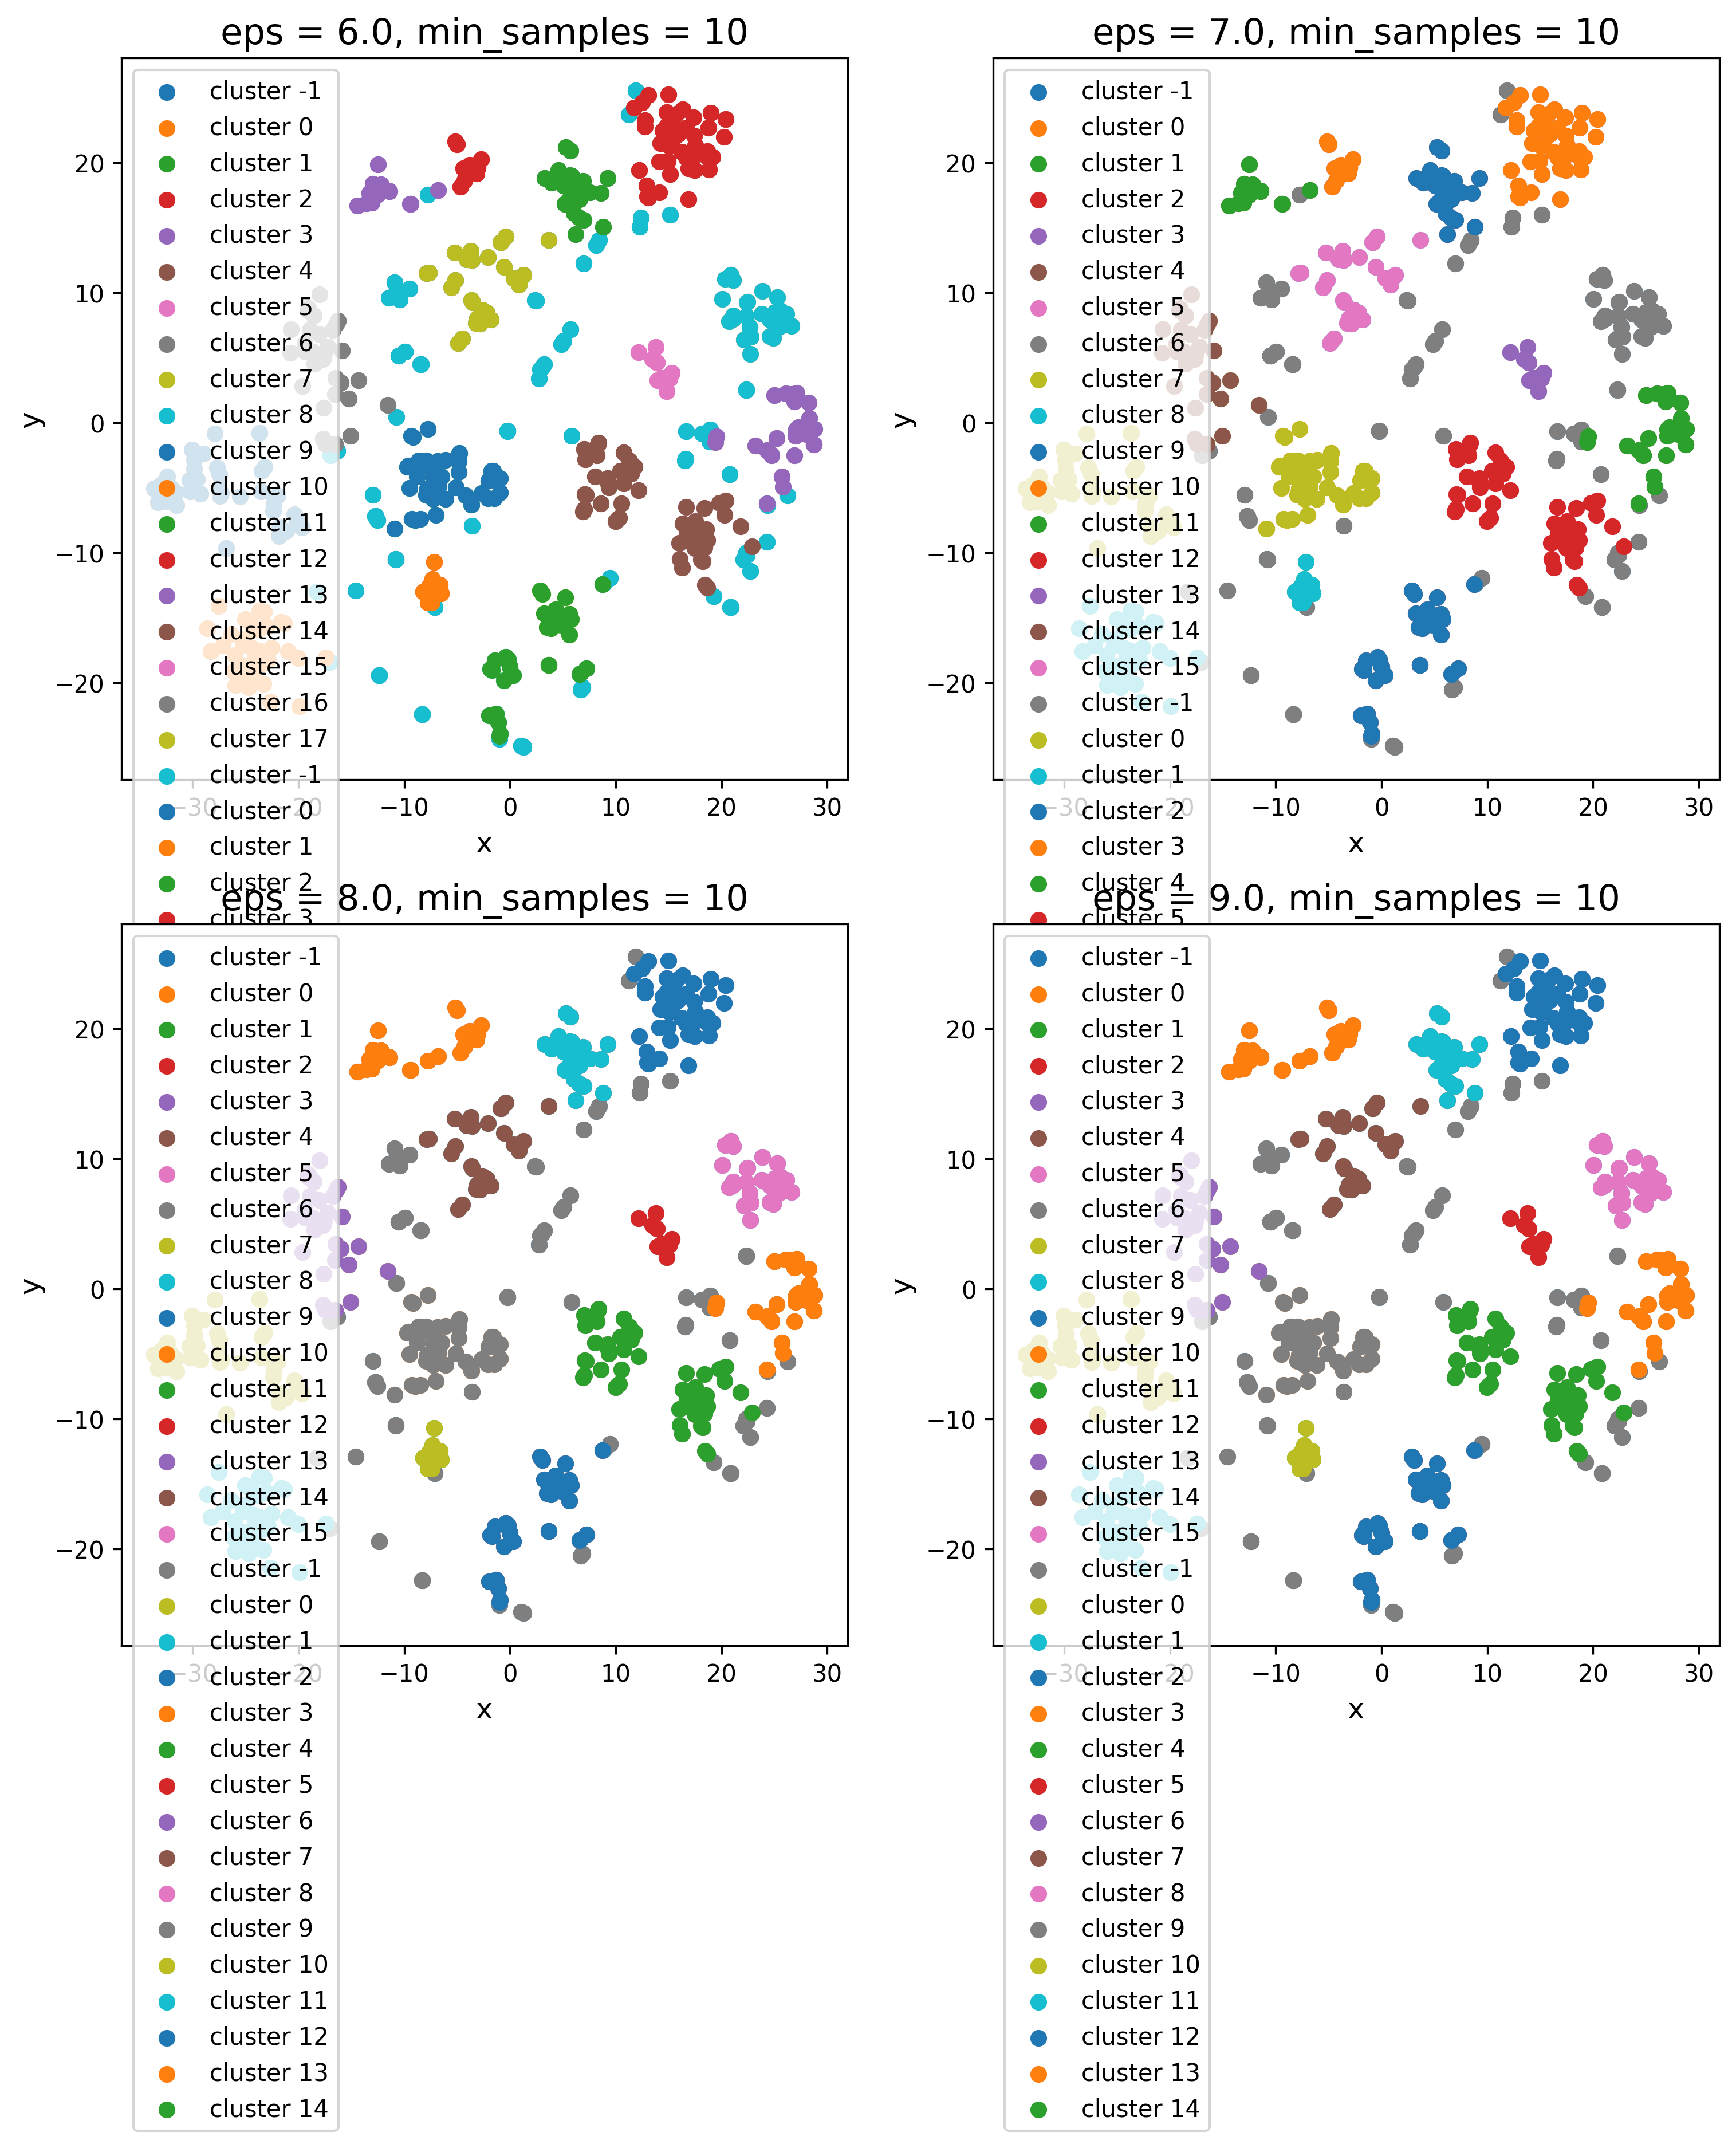 eps = 6.0, min_samples = 10
cluster -1
cluster 0
cluster 1
cluster 2
cluster 3
cluster 4
cluster 5
cluster 6
cluster 7
cluster 8
cluster 9
cluster 10
cluster 11
cluster 12
cluster 13
cluster 14
cluster 15
cluster 16
cluster 17
cluster -1
cluster 0
cluster 1
cluster 2
cluster 3
20
10
0
−10
−20
y
−30 −20 −10 0 10 20 30
x
eps = 7.0, min_samples = 10
cluster -1
cluster 0
cluster 1
cluster 2
cluster 3
cluster 4
cluster 5
cluster 6
cluster 7
cluster 8
cluster 9
cluster 10
cluster 11
cluster 12
cluster 13
cluster 14
cluster 15
cluster -1
cluster 0
cluster 1
cluster 2
cluster 3
cluster 4
cluster 5
20
10
0
−10
−20
y
−30 −20 −10 0 10 20 30
x
eps = 8.0, min_samples = 10
cluster -1
cluster 0
cluster 1
cluster 2
cluster 3
cluster 4
cluster 5
cluster 6
cluster 7
cluster 8
cluster 9
cluster 10
cluster 11
cluster 12
cluster 13
cluster 14
cluster 15
cluster -1
cluster 0
cluster 1
cluster 2
cluster 3
cluster 4
cluster 5
cluster 6
cluster 7
cluster 8
cluster 9
cluster 10
cluster 11
cluster 12
cluster 13
cluster 14
20
10
0
−10
−20
y
−30 −20 −10 0 10 20 30
x
eps = 9.0, min_samples = 10
cluster -1
cluster 0
cluster 1
cluster 2
cluster 3
cluster 4
cluster 5
cluster 6
cluster 7
cluster 8
cluster 9
cluster 10
cluster 11
cluster 12
cluster 13
cluster 14
cluster 15
cluster -1
cluster 0
cluster 1
cluster 2
cluster 3
cluster 4
cluster 5
cluster 6
cluster 7
cluster 8
cluster 9
cluster 10
cluster 11
cluster 12
cluster 13
cluster 14
20
10
0
−10
−20
y
−30 −20 −10 0 10 20 30
x